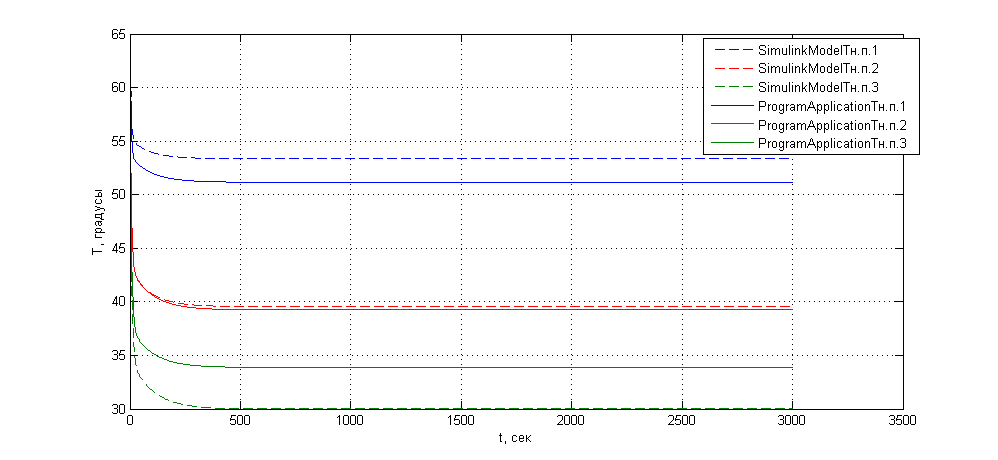 65
60
55
50
45
40
35
30
T, градусы
0
500
1000
1500
2000
2500
3000
3500
t, сек
SimulinkModelTн.п.1
SimulinkModelTн.п.2
SimulinkModelTн.п.3
ProgramApplicationTн.п.1
ProgramApplicationTн.п.2
ProgramApplicationTн.п.3